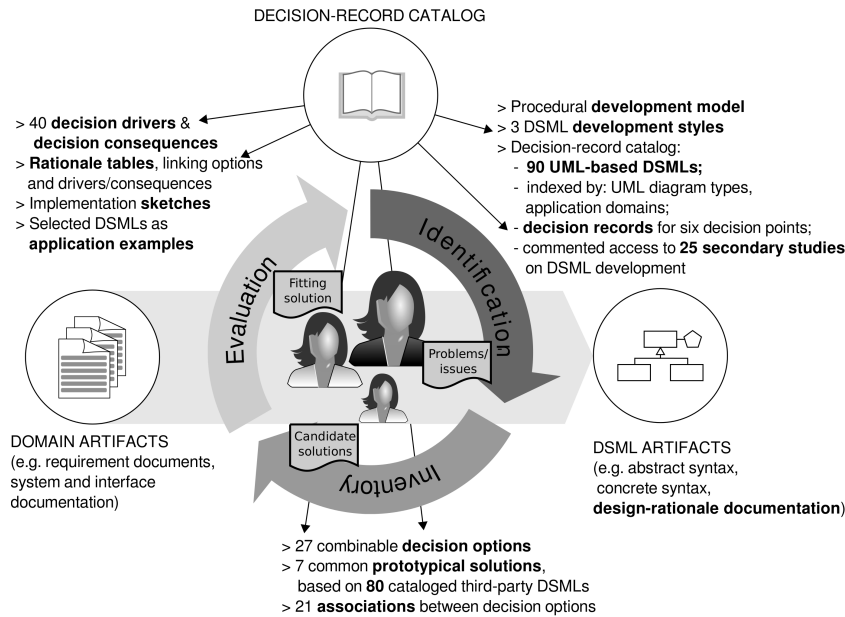 DECISION-RECORD CATALOG
> 40 decision drivers &
decision consequences
> Rationale tables, linking options
and drivers/consequences
> Implementation sketches
> Selected DSMLs as
application examples
> Procedural development model
> 3 DSML development styles
> Decision-record catalog:
- 90 UML-based DSMLs;
- indexed by: UML diagram types,
application domains;
- decision records for six decision points;
- commented access to 25 secondary studies
on DSML development
Identification
Evaluation
Fitting
solution
Problems/
issues
Candidate
solutions
Inventory
DOMAIN ARTIFACTS
(e.g. requirement documents,
system and interface
documentation)
DSML ARTIFACTS
(e.g. abstract syntax,
concrete syntax,
design-rationale documentation)
> 27 combinable decision options
> 7 common prototypical solutions,
based on 80 cataloged third-party DSMLs
> 21 associations between decision options